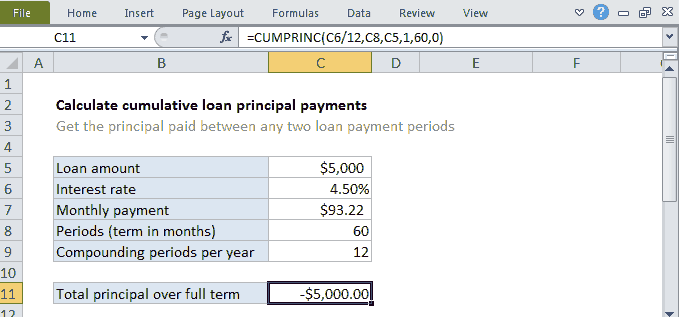 File Home Insert Page Layout Formulas Data Review View
C11 fx =CUMPRINC(C6/12,C8,C5,1,60,0)
A B C D E F
1
2 Calculate cumulative loan principal payments
3 Get the principal paid between any two loan payment periods
4
5 Loan amount $5,000
6 Interest rate 4.50%
7 Monthly payment $93.22
8 Periods (term in months) 60
9 Compounding periods per year 12
10
11 Total principal over full term -$5,000.00
12